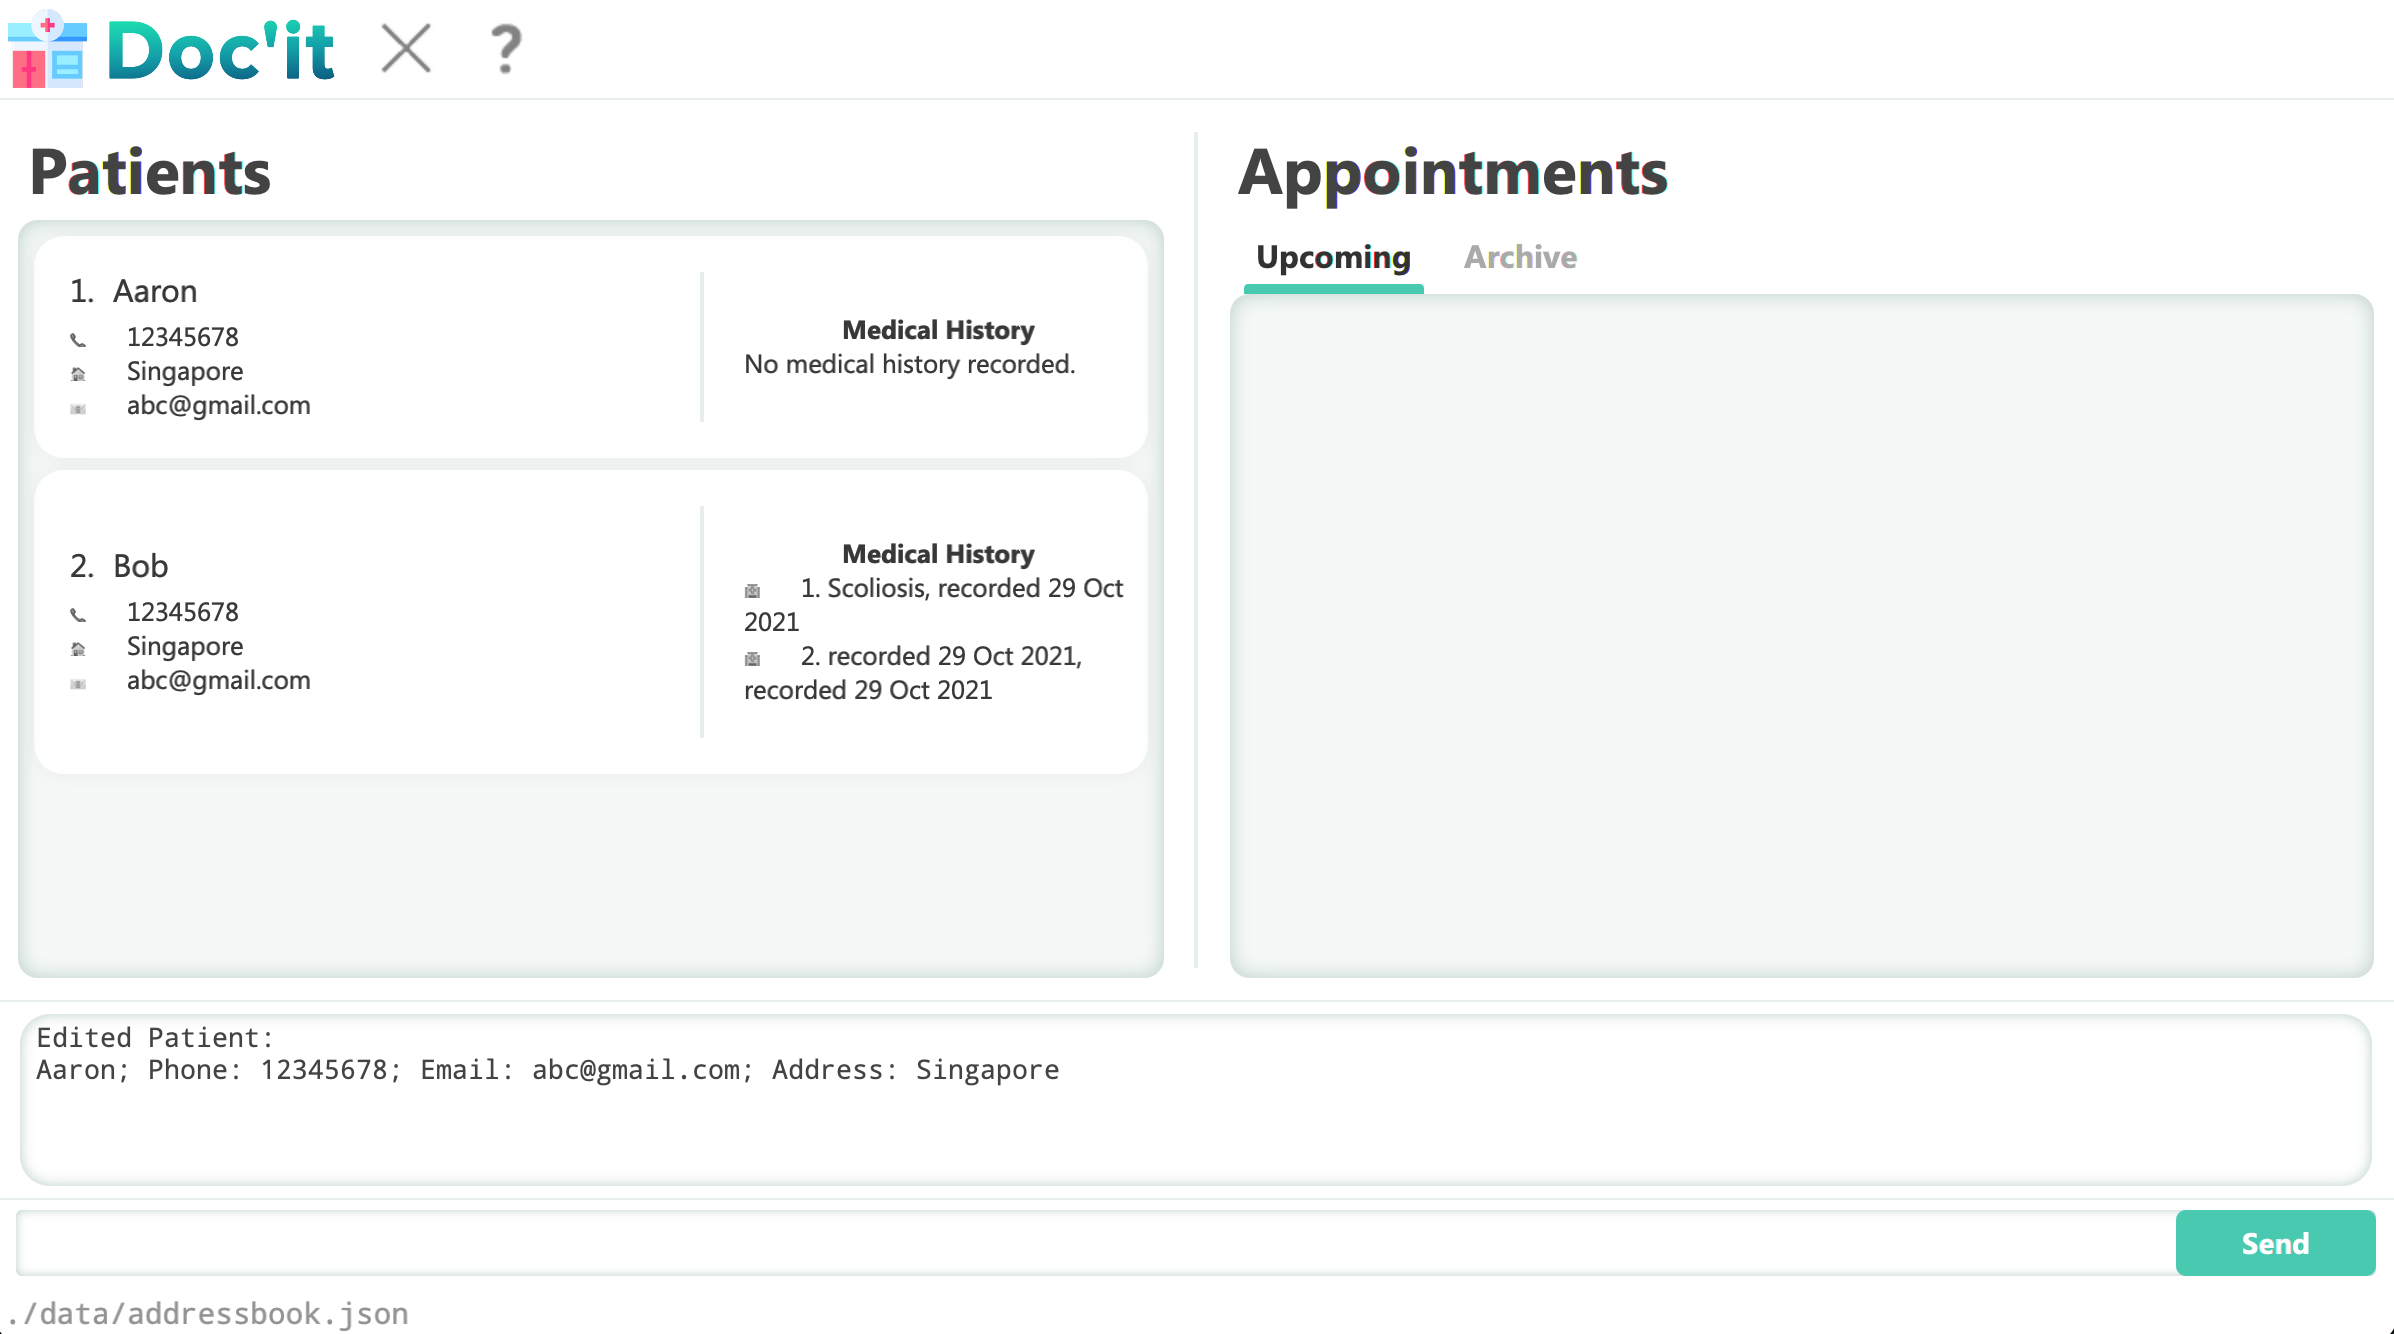 Doc'it ?
Patients
1. Aaron
12345678
Singapore
abc@gmail.com
Medical History
No medical history recorded.
2. Bob
12345678
Singapore
abc@gmail.com
Medical History
1. Scoliosis, recorded 29 Oct
2021
2. recorded 29 Oct 2021,
recorded 29 Oct 2021
Appointments
Upcoming Archive
Edited Patient:
Aaron; Phone: 12345678; Email: abc@gmail.com; Address: Singapore
Send
./data/addressbook.json